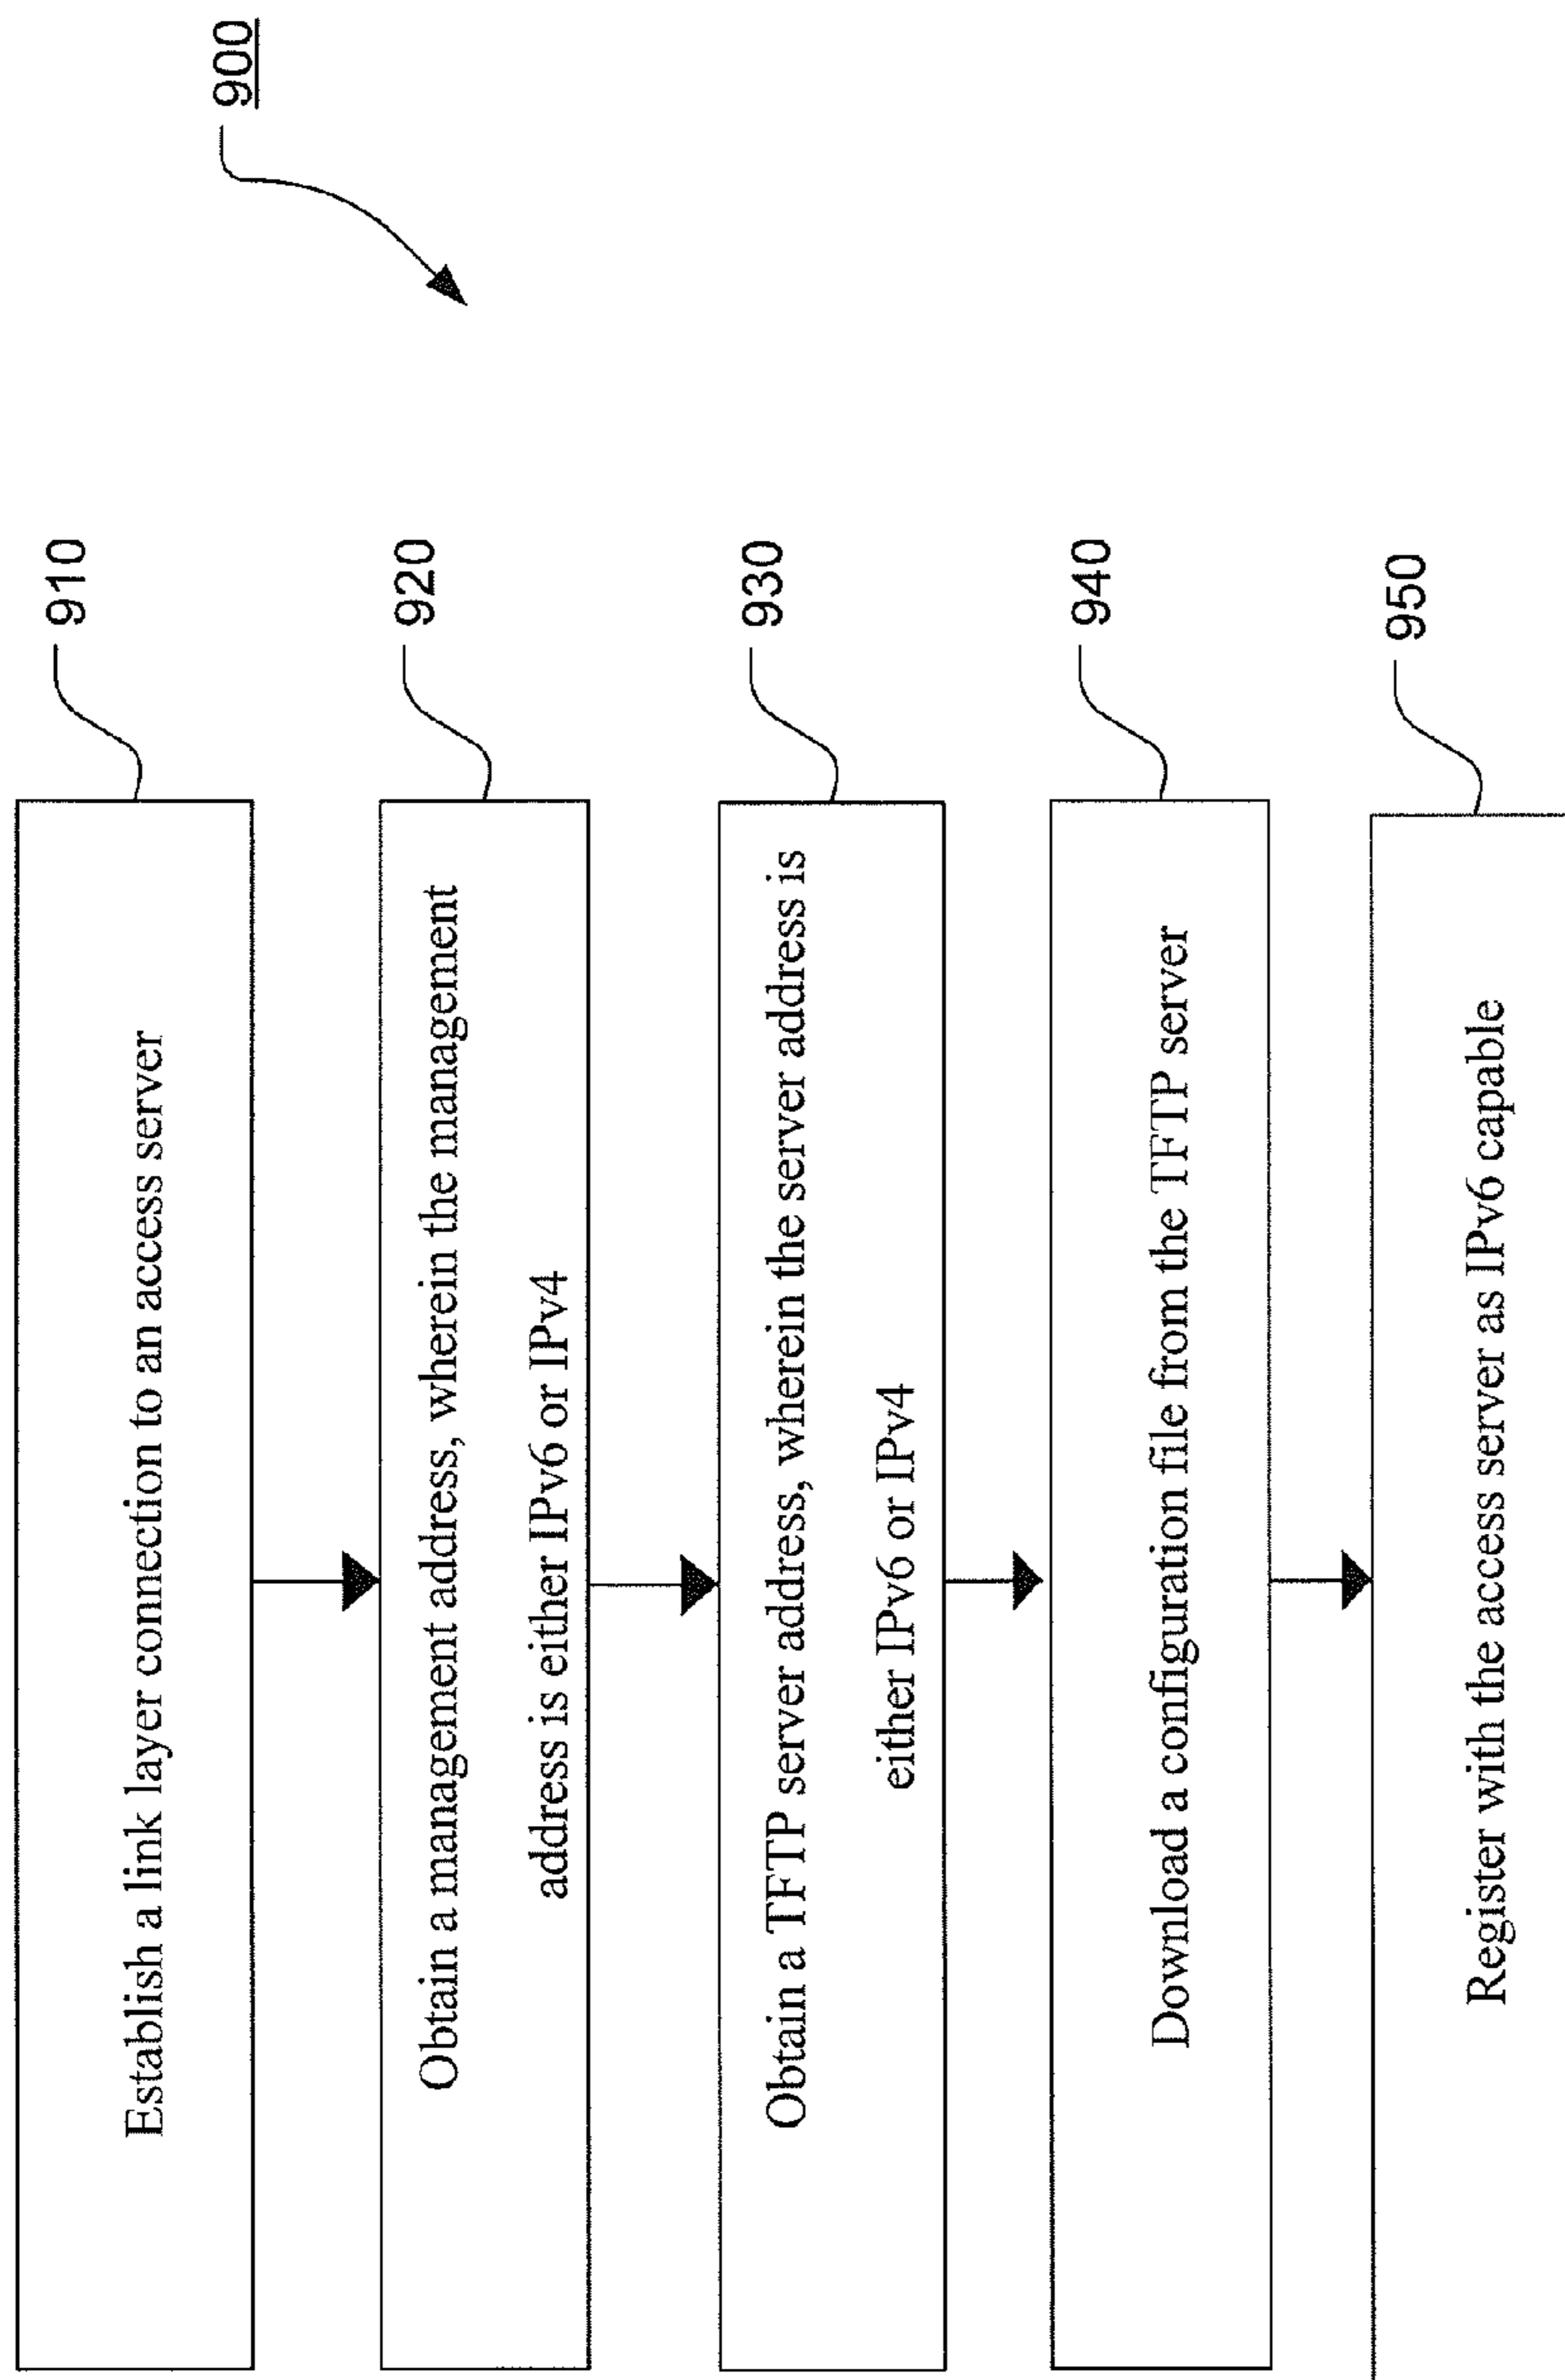 900
910
Establish a link layer connection to an access server
920
Obtain a management address, wherein the management
address is either IPv6 or IPv4
930
Obtain a TFTP server address, wherein the server address is
either IPv6 or IPv4
940
Download a configuration file from the TFTP server
950
Register with the access server as IPv6 capable